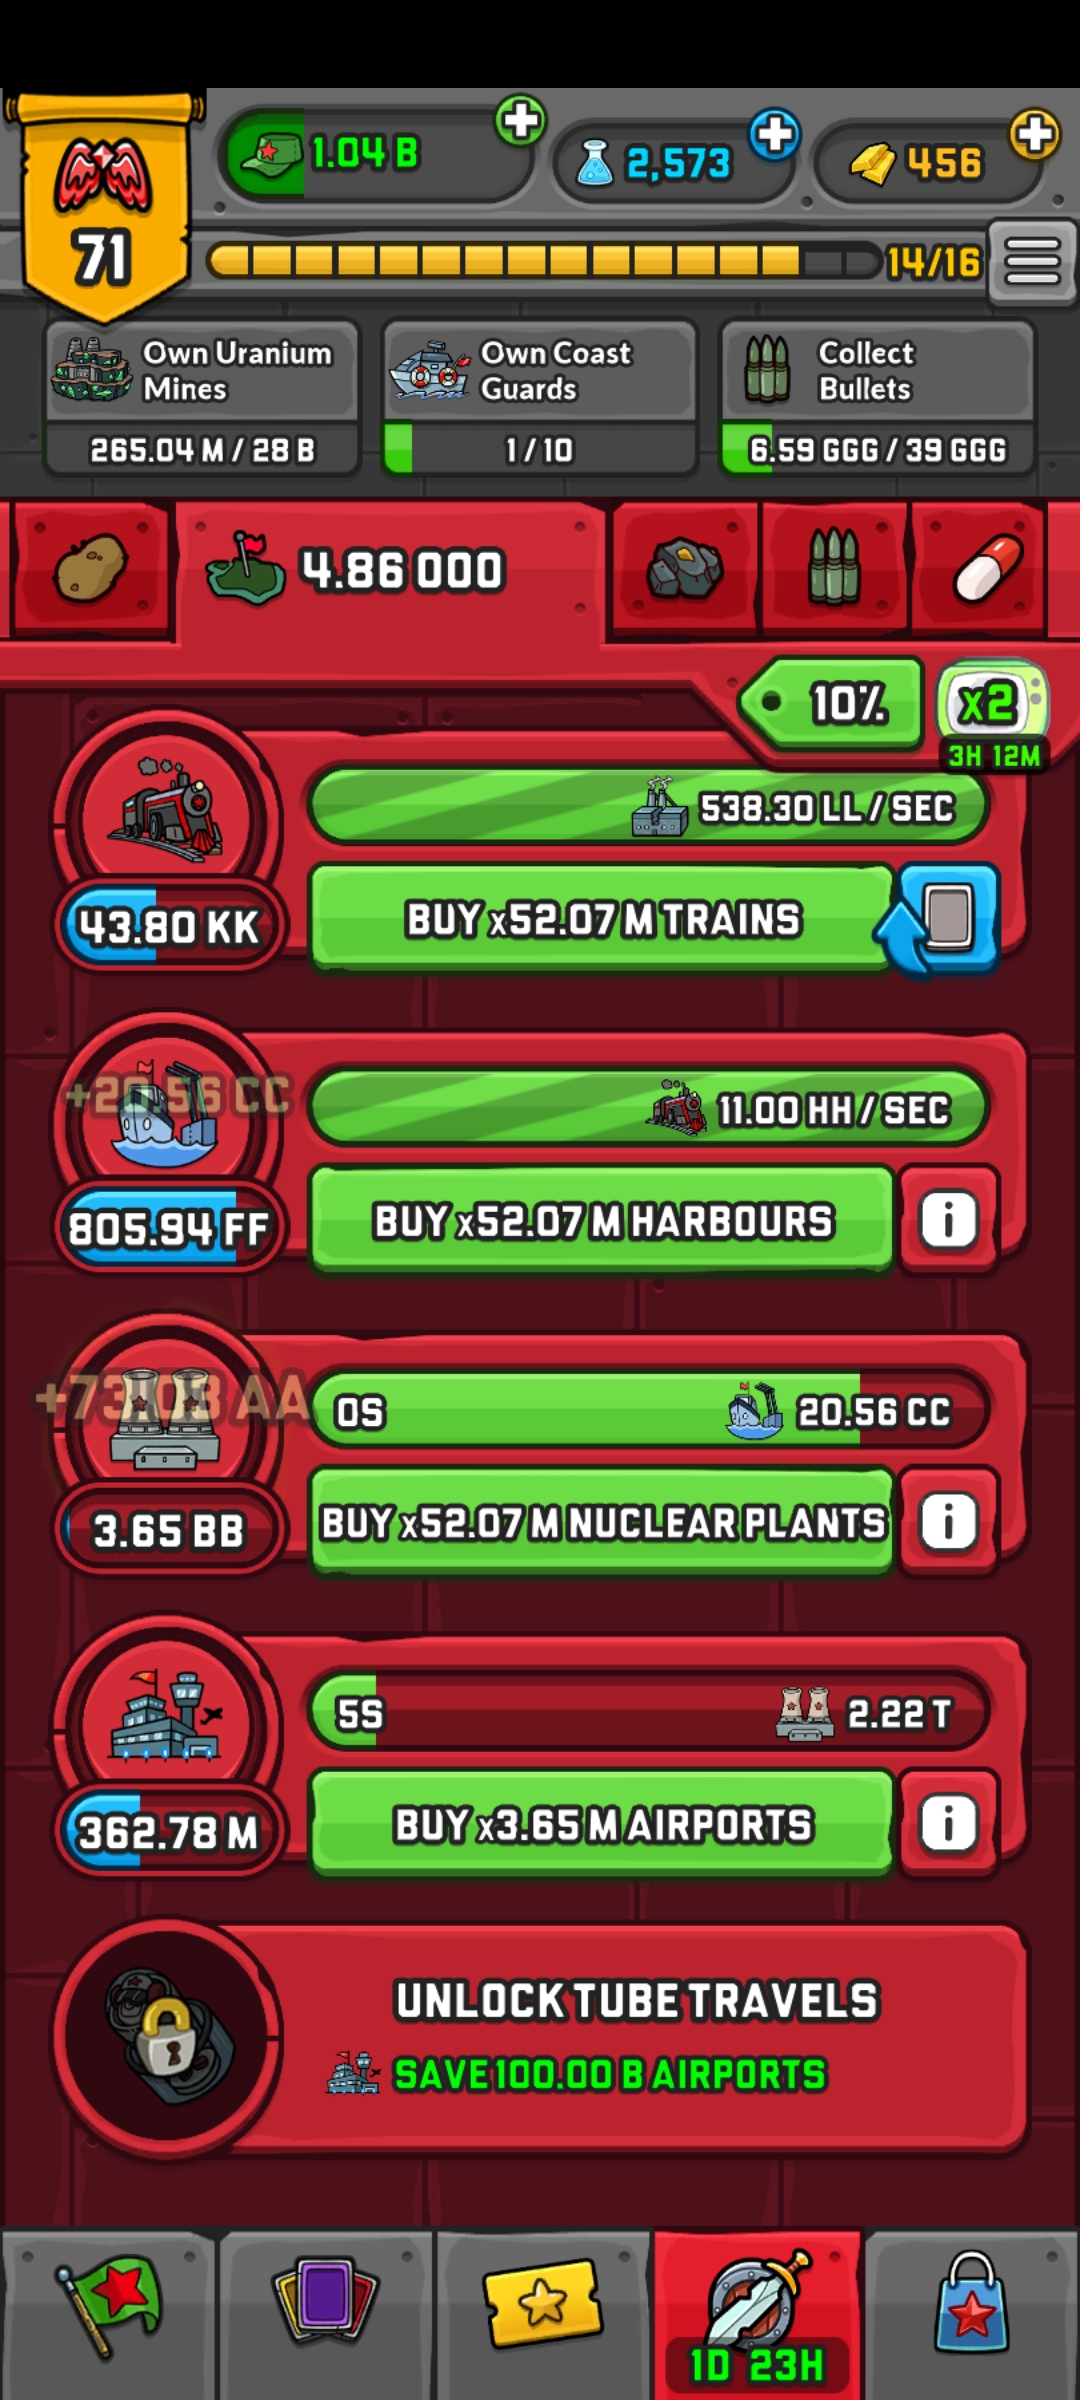 71
1.04 B
2,573
456
14/16
Own Uranium
Mines
265.04 M / 28 B
Own Coast
Guards
1 / 10
Collect
Bullets
6.59 GGG / 39 GGG
4.86 OOO
10%
x2
3H 12M
538.30 LL / SEC
43.80 KK
BUY x52.07 M TRAINS
+20.56 CC
11.00 HH / SEC
805.94 FF
BUY x52.07 M HARBOURS
i
+73.03 AA
0S
20.56 CC
3.65 BB
BUY x52.07 M NUCLEAR PLANTS
i
5S
2.22 T
362.78 M
BUY x3.65 M AIRPORTS
i
UNLOCK TUBE TRAVELS
SAVE 100.00 B AIRPORTS
1D 23H